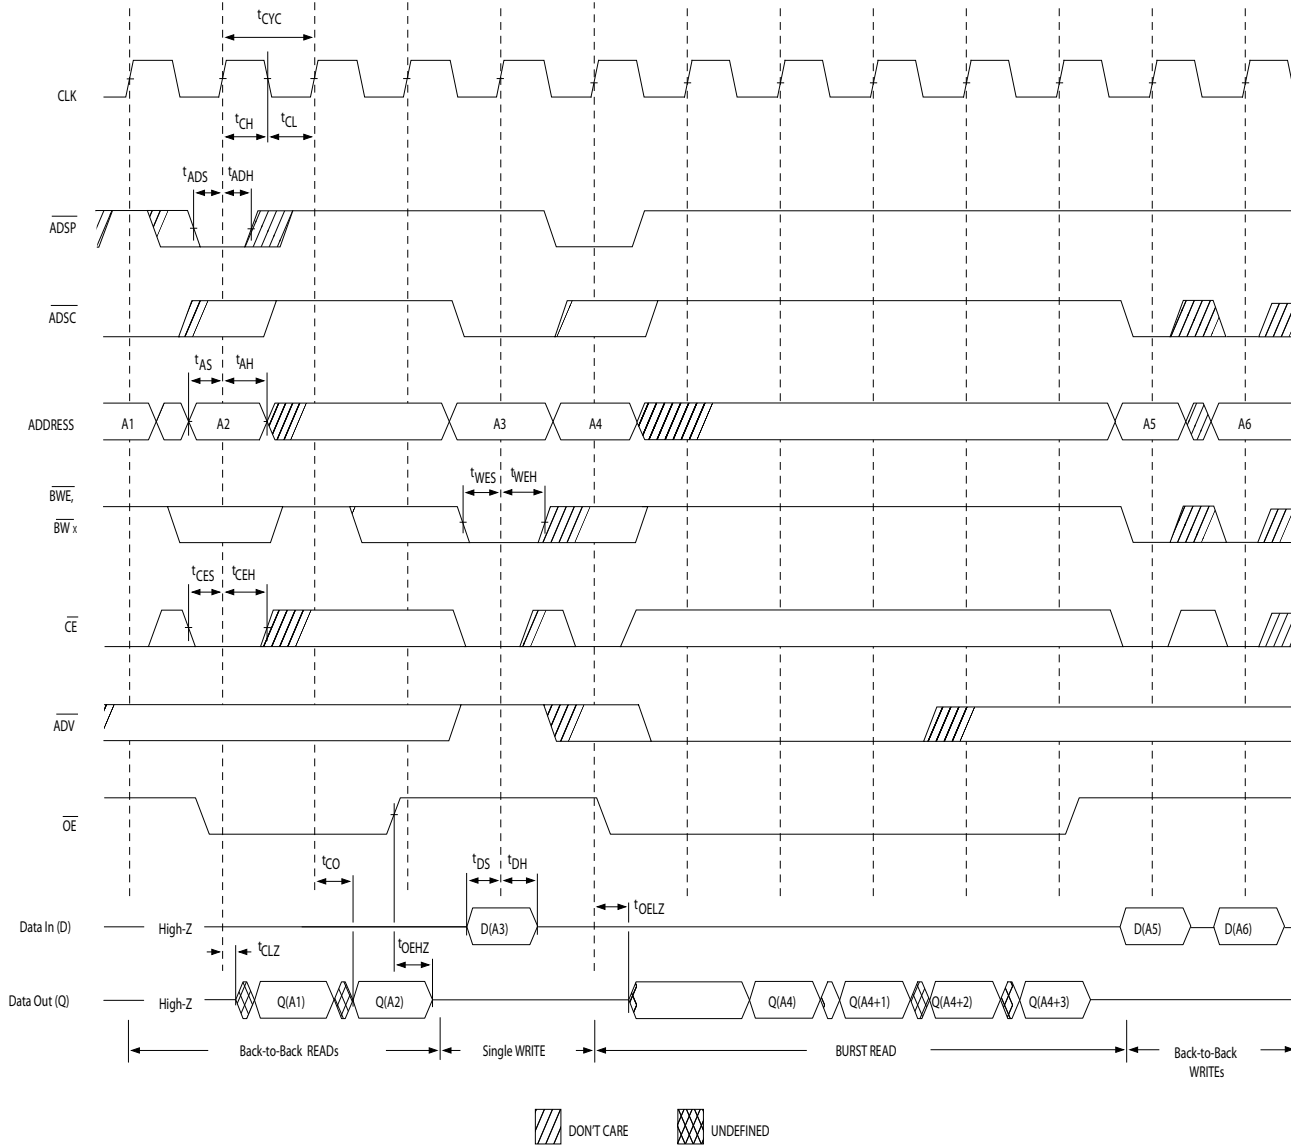 tCYC
CLK
tCH
tCL
tADS
tADH
ADSP
ADSC
tAS
tAH
ADDRESS
A1
A2
A3
A4
A5
A6
tWES
tWEH
BWE,
BW x
tCES
tCEH
CE
ADV
OE
tCO
tDS
tDH
tOELZ
Data In (D)
High-Z
D(A3)
D(A5)
D(A6)
tCLZ
tOEHZ
Data Out (Q)
High-Z
Q(A1)
Q(A2)
Q(A4)
Q(A4+1)
Q(A4+2)
Q(A4+3)
Back-to-Back READs
Single WRITE
BURST READ
Back-to-Back
WRITEs
DON'T CARE
UNDEFINED